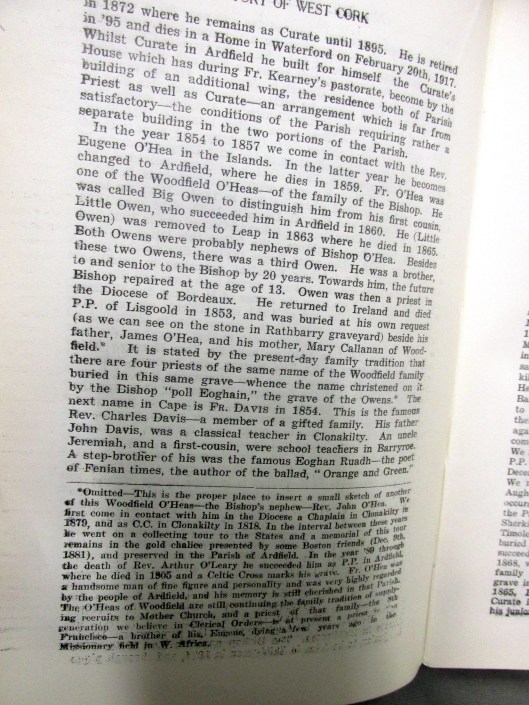 STORY OF WEST CORK
in 1872 where he remains as Curate until 1895. He is retired
in '95 and dies in a Home in Waterford on February 20th, 1917.
Whilst Curate in Ardfield he built for himself the Curate's
House which has during Fr. Kearney's pastorate, become by the
building of an additional wing, the residence both of Parish
Priest as well as Curate—an arrangement which is far from
satisfactory—the conditions of the Parish requiring rather a
separate building in the two portions of the Parish.
In the year 1854 to 1857 we come in contact with the Rev.
Eugene O'Hea in the Islands. In the latter year he becomes
changed to Ardfield, where he dies in 1859. Fr. O'Hea was
one of the Woodfield O'Heas—of the family of the Bishop. He
was called Big Owen to distinguish him from his first cousin,
Little Owen, who succeeded him in Ardfield in 1860. He (Little
Owen) was removed to Leap in 1863 where he died in 1865.
Both Owens were probably nephews of Bishop O'Hea. Besides
these two Owens, there was a third Owen. He was a brother,
and senior to the Bishop by 20 years. Towards him, the future
Bishop repaired at the age of 13. Owen was then a priest in
the Diocese of Bordeaux. He returned to Ireland and died
P.P. of Lisgoold in 1853, and was buried at his own request
(as we can see on the stone in Rathbarry graveyard) beside his
father, James O'Hea, and his mother, Mary Callanan of Wood-
field.* It is stated by the present-day family tradition that
there are four priests of the same name of the Woodfield family
buried in this same grave—whence the name christened on it
by the Bishop "poll Eoghain," the grave of the Owens.* The
next name in Cape is FR. DAVIS in 1854. This is the famous
Rev. Charles Davis—a member of a gifted family. His father
John Davis, was a classical teacher in Clonakilty. An uncle
Jeremiah, and a first-cousin, were school teachers in Barryroe.
A step-brother of his was the famous Eoghan Ruadh—the poet
of Fenian times, the author of the ballad, "Orange and Green."
*Omitted—This is the proper place to insert a small sketch of another
of this Woodfield O'Heas—the Bishop's nephew—Rev. John O'Hea. We
first come in contact with him in the Diocese a Chaplain in Clonakilty in
1879, and as C.C. in Clonakilty in 1818. In the interval between these years
he went on a collecting tour to the States and a memorial of this tour
remains in the gold chalice presented by some Boston friends (Dec. 9th,
1881), and preserved in the Parish of Ardfield. In the year '89 through
the death of Rev. Arthur O'Leary he succeeded him as P.P. in Ardfield,
where he died in 1905 and a Celtic Cross marks his grave. Fr. O'Hea was
a handsome man of fine figure and personality and was very highly regarded
by the people of Ardfield, and his memory is still cherished in that Parish.
The O'Heas of Woodfield are still continuing the family tradition of supply-
ing recruits to Mother Church, and a priest of that family—the
generation we believe in Clerical Orders—is at present a priest
Francisco—a brother of his, Eugene, dying a few years ago in the
Missionary field in W. Africa.